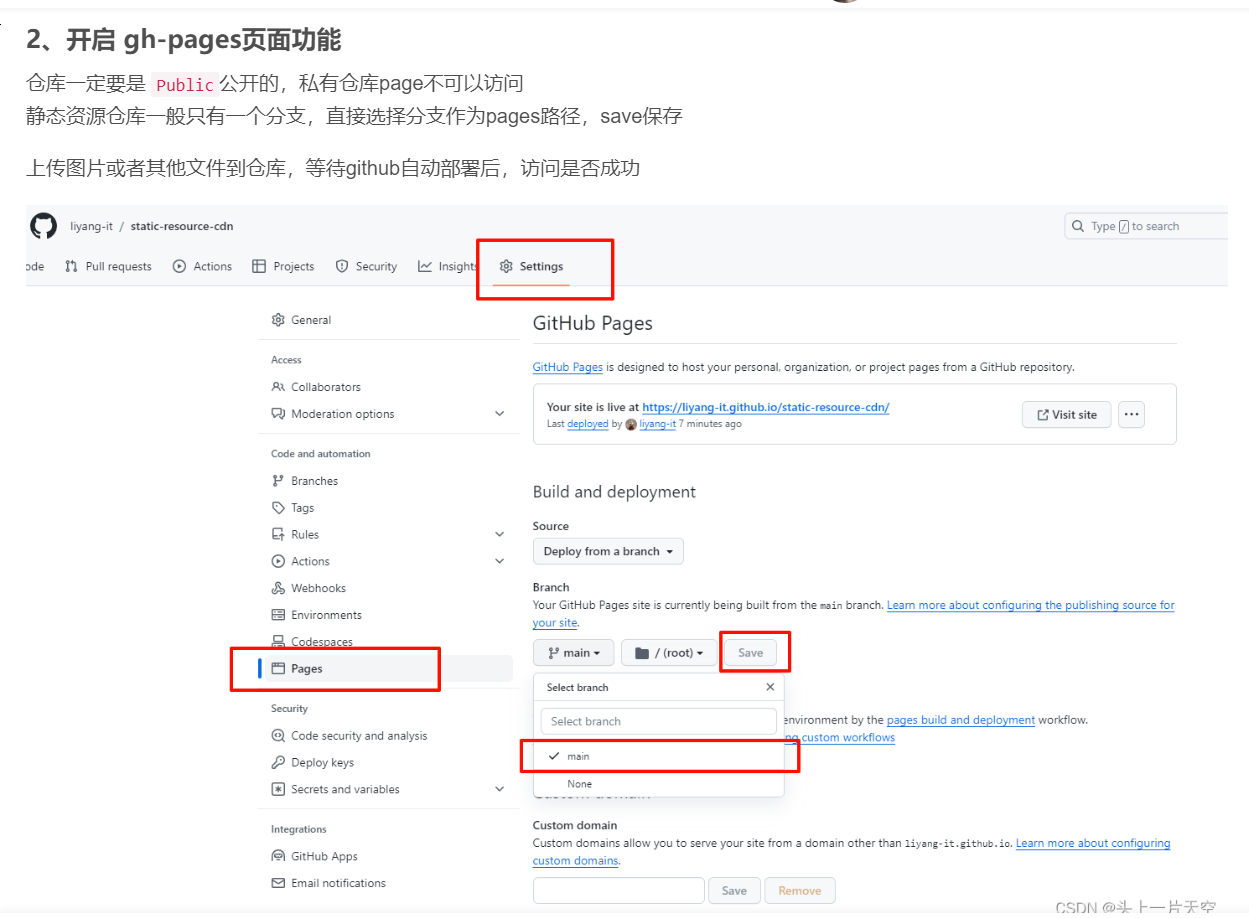 2、开启 gh-pages页面功能
仓库一定要是 Public 公开的，私有仓库page不可以访问
静态资源仓库一般只有一个分支，直接选择分支作为pages路径，save保存
上传图片或者其他文件到仓库，等待github自动部署后，访问是否成功
liyang-it / static-resource-cdn
Type / to search
ode Pull requests Actions Projects Security Insights Settings
General
Access
Collaborators
Moderation options
Code and automation
Branches
Tags
Rules
Actions
Webhooks
Environments
Codespaces
Pages
Security
Code security and analysis
Deploy keys
Secrets and variables
Integrations
GitHub Apps
Email notifications
GitHub Pages
GitHub Pages is designed to host your personal, organization, or project pages from a GitHub repository.
Your site is live at https://liyang-it.github.io/static-resource-cdn/
Last deployed by liyang-it 7 minutes ago
Visit site ···
Build and deployment
Source
Deploy from a branch
Branch
Your GitHub Pages site is currently being built from the main branch. Learn more about configuring the publishing source for
your site.
main / (root) Save
Select branch
Select branch
environment by the pages build and deployment workflow.
ng custom workflows
main
None
Custom domain
Custom domain
Custom domains allow you to serve your site from a domain other than liyang-it.github.io. Learn more about configuring
custom domains.
Save Remove
CSDN @头上一片天空